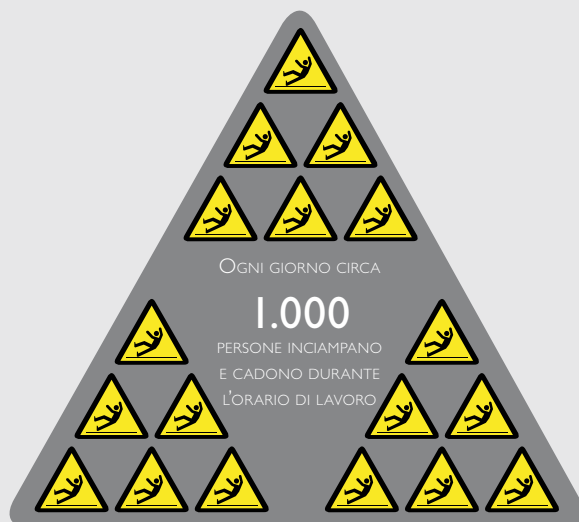 Ogni giorno circa
1.000
persone inciampano
e cadono durante
l'orario di lavoro